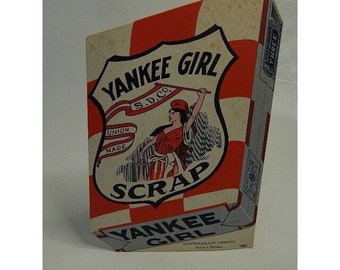 YANKEE GIRL
S.D.CO.
UNION
MADE
SCRAP
YANKEE
GIRL